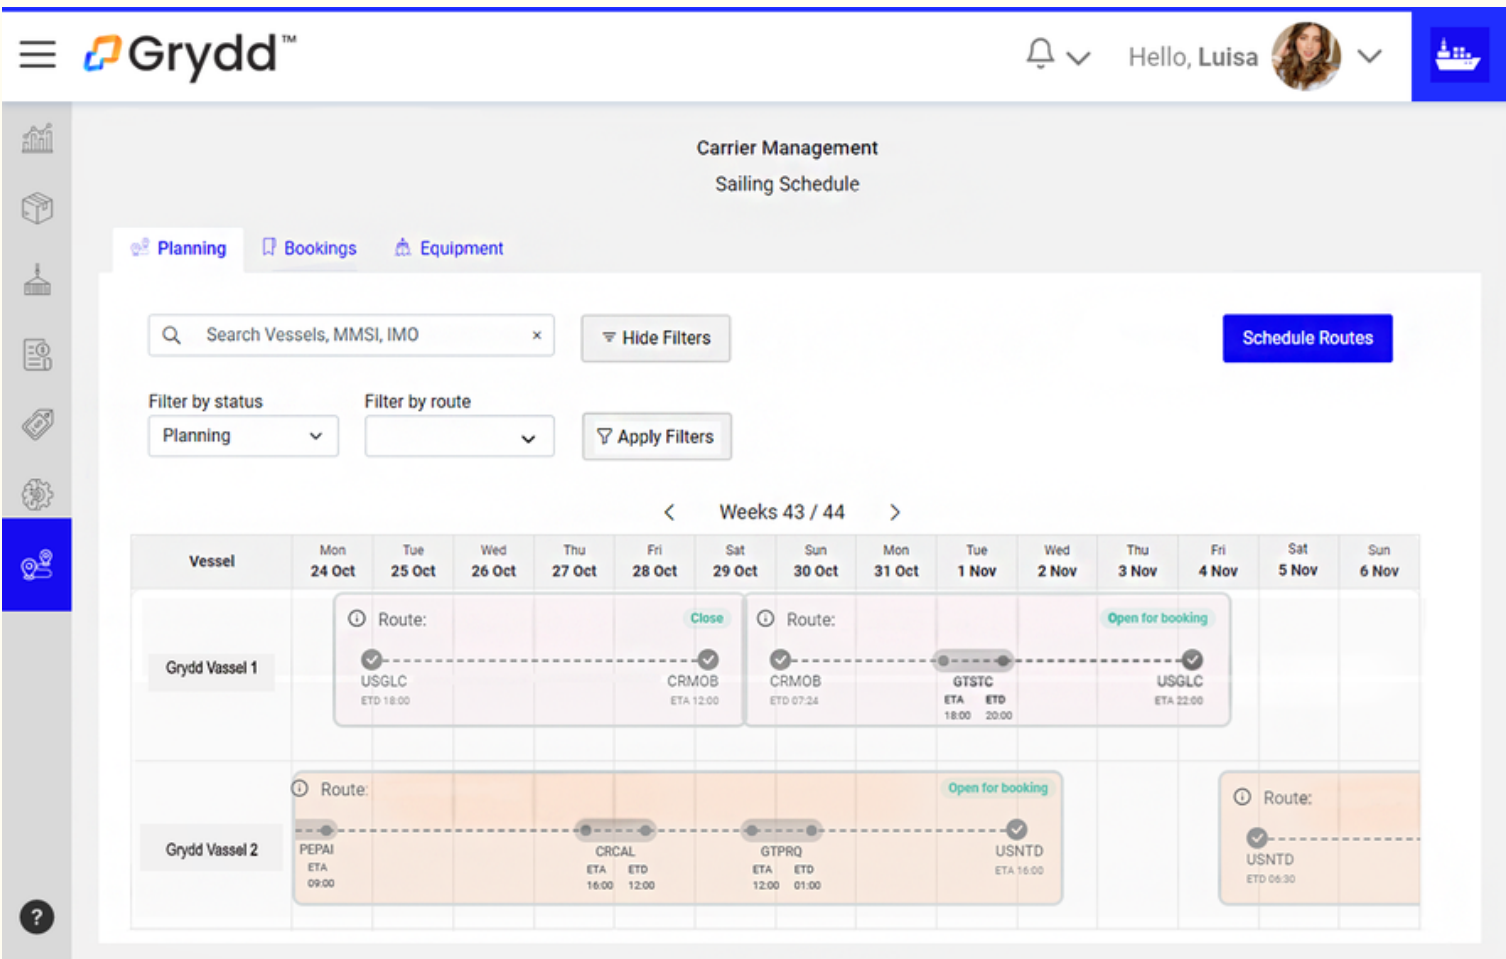 Grydd™
Hello, Luisa
Carrier Management
Sailing Schedule
Planning
Bookings
Equipment
Search Vessels, MMSI, IMO ×
Hide Filters
Schedule Routes
Filter by status
Filter by route
Planning
Apply Filters
< Weeks 43 / 44 >
Vessel
Mon Tue Wed Thu Fri Sat Sun Mon Tue Wed Thu Fri Sat Sun
24 Oct 25 Oct 26 Oct 27 Oct 28 Oct 29 Oct 30 Oct 31 Oct 1 Nov 2 Nov 3 Nov 4 Nov 5 Nov 6 Nov
Route: Close Route: Open for booking
Grydd Vassel 1
USGLC CRMOB CRMOB GTSTC USGLC
ETD 18:00 ETA 12:00 ETD 07:24 ETA ETD ETA 22:00
18:00 20:00
Route: Open for booking Route:
Grydd Vassel 2
PEPAI CRCAL GTPRQ USNTD USNTD
ETA ETA ETD ETA ETD ETA 16:00 ETD 06:30
09:00 16:00 12:00 12:00 01:00
?